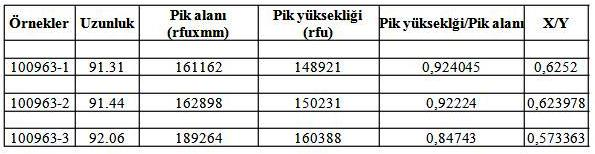 Örnekler Uzunluk Pik alanı (rfuxmm) Pik yüksekliği (rfu) Pik yükseklği/Pik alanı X/Y
100963-1 91.31 161162 148921 0,924045 0,6252
100963-2 91.44 162898 150231 0,92224 0,623978
100963-3 92.06 189264 160388 0,84743 0,573363